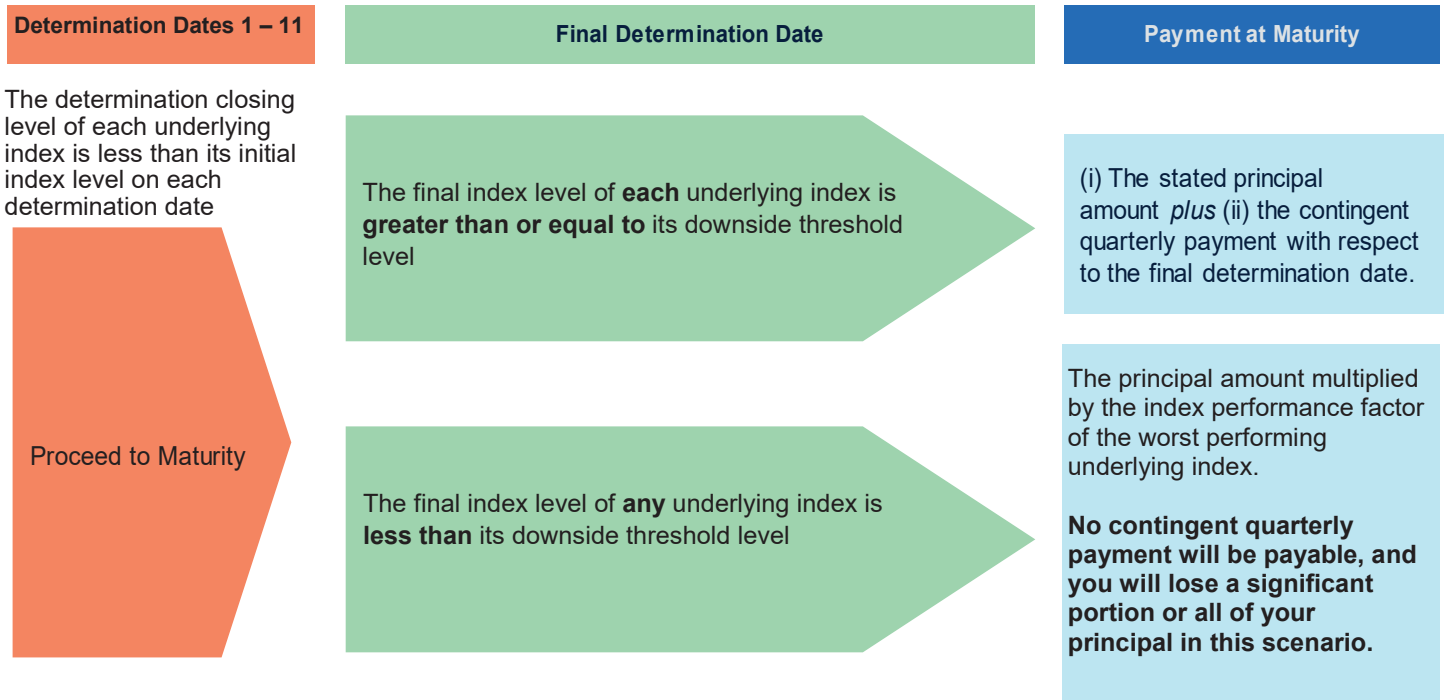 Determination Dates 1 – 11
Final Determination Date
Payment at Maturity
The determination closing
level of each underlying
index is less than its initial
index level on each
determination date
Proceed to Maturity
The final index level of each underlying index is
greater than or equal to its downside threshold
level
(i) The stated principal
amount plus (ii) the contingent
quarterly payment with respect
to the final determination date.
The final index level of any underlying index is
less than its downside threshold level
The principal amount multiplied
by the index performance factor
of the worst performing
underlying index.
No contingent quarterly
payment will be payable, and
you will lose a significant
portion or all of your
principal in this scenario.